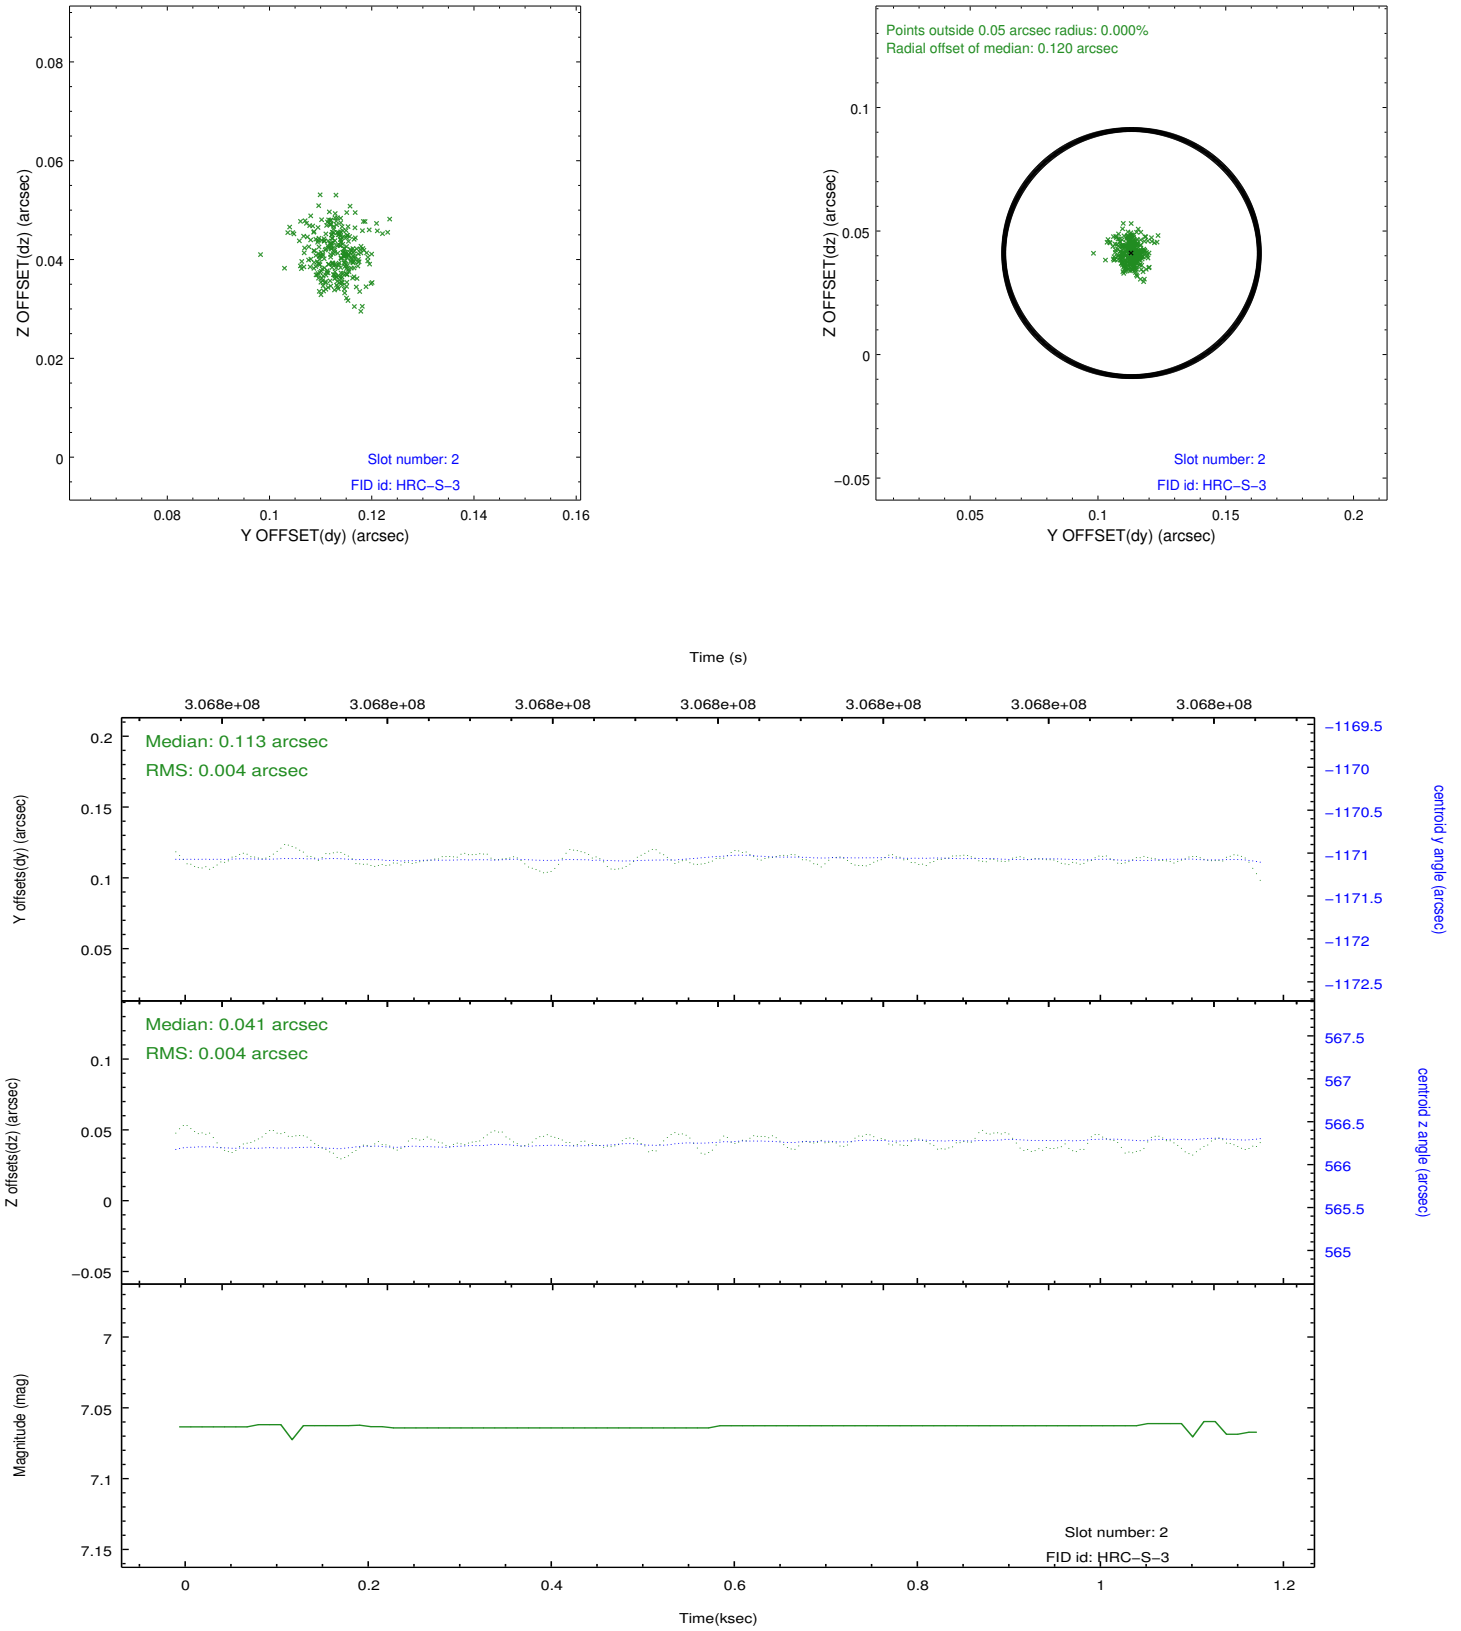 0.08
0.06
0.04
0.02
0
0.08
0.1
0.12
0.14
0.16
Z OFFSET(dz) (arcsec)
Y OFFSET(dy) (arcsec)
Slot number: 2
FID id: HRC−S−3
Points outside 0.05 arcsec radius: 0.000%
Radial offset of median: 0.120 arcsec
0.1
0.05
0
−0.05
0.05
0.1
0.15
0.2
Z OFFSET(dz) (arcsec)
Y OFFSET(dy) (arcsec)
Slot number: 2
FID id: HRC−S−3
Time (s)
3.068e+08
3.068e+08
3.068e+08
3.068e+08
3.068e+08
3.068e+08
3.068e+08
Median: 0.113 arcsec
RMS: 0.004 arcsec
0.2
0.15
0.1
0.05
Y offsets(dy) (arcsec)
−1169.5
−1170
−1170.5
−1171
−1171.5
−1172
−1172.5
centroid y angle (arcsec)
Median: 0.041 arcsec
RMS: 0.004 arcsec
0.1
0.05
0
−0.05
Z offsets(dz) (arcsec)
567.5
567
566.5
566
565.5
565
centroid z angle (arcsec)
7
7.05
7.1
7.15
Magnitude (mag)
Slot number: 2
FID id: HRC−S−3
0
0.2
0.4
0.6
0.8
1
1.2
Time(ksec)